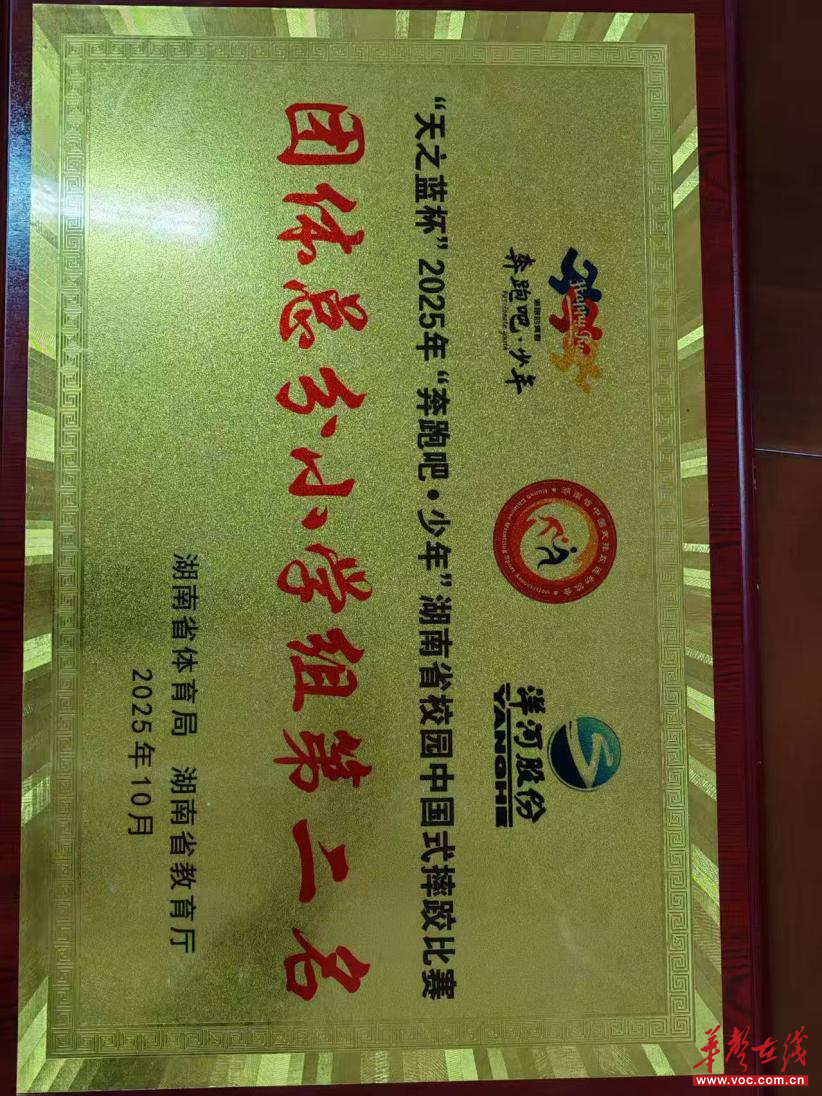 Happy Run
奔跑吧·少年
洋河股份
YANGHE
“天之蓝杯”2025年“奔跑吧•少年”湖南省校园中国式摔跤比赛
团体总分小学组第二名
湖南省体育局 湖南省教育厅
2025年10月
华声在线
www.voc.com.cn